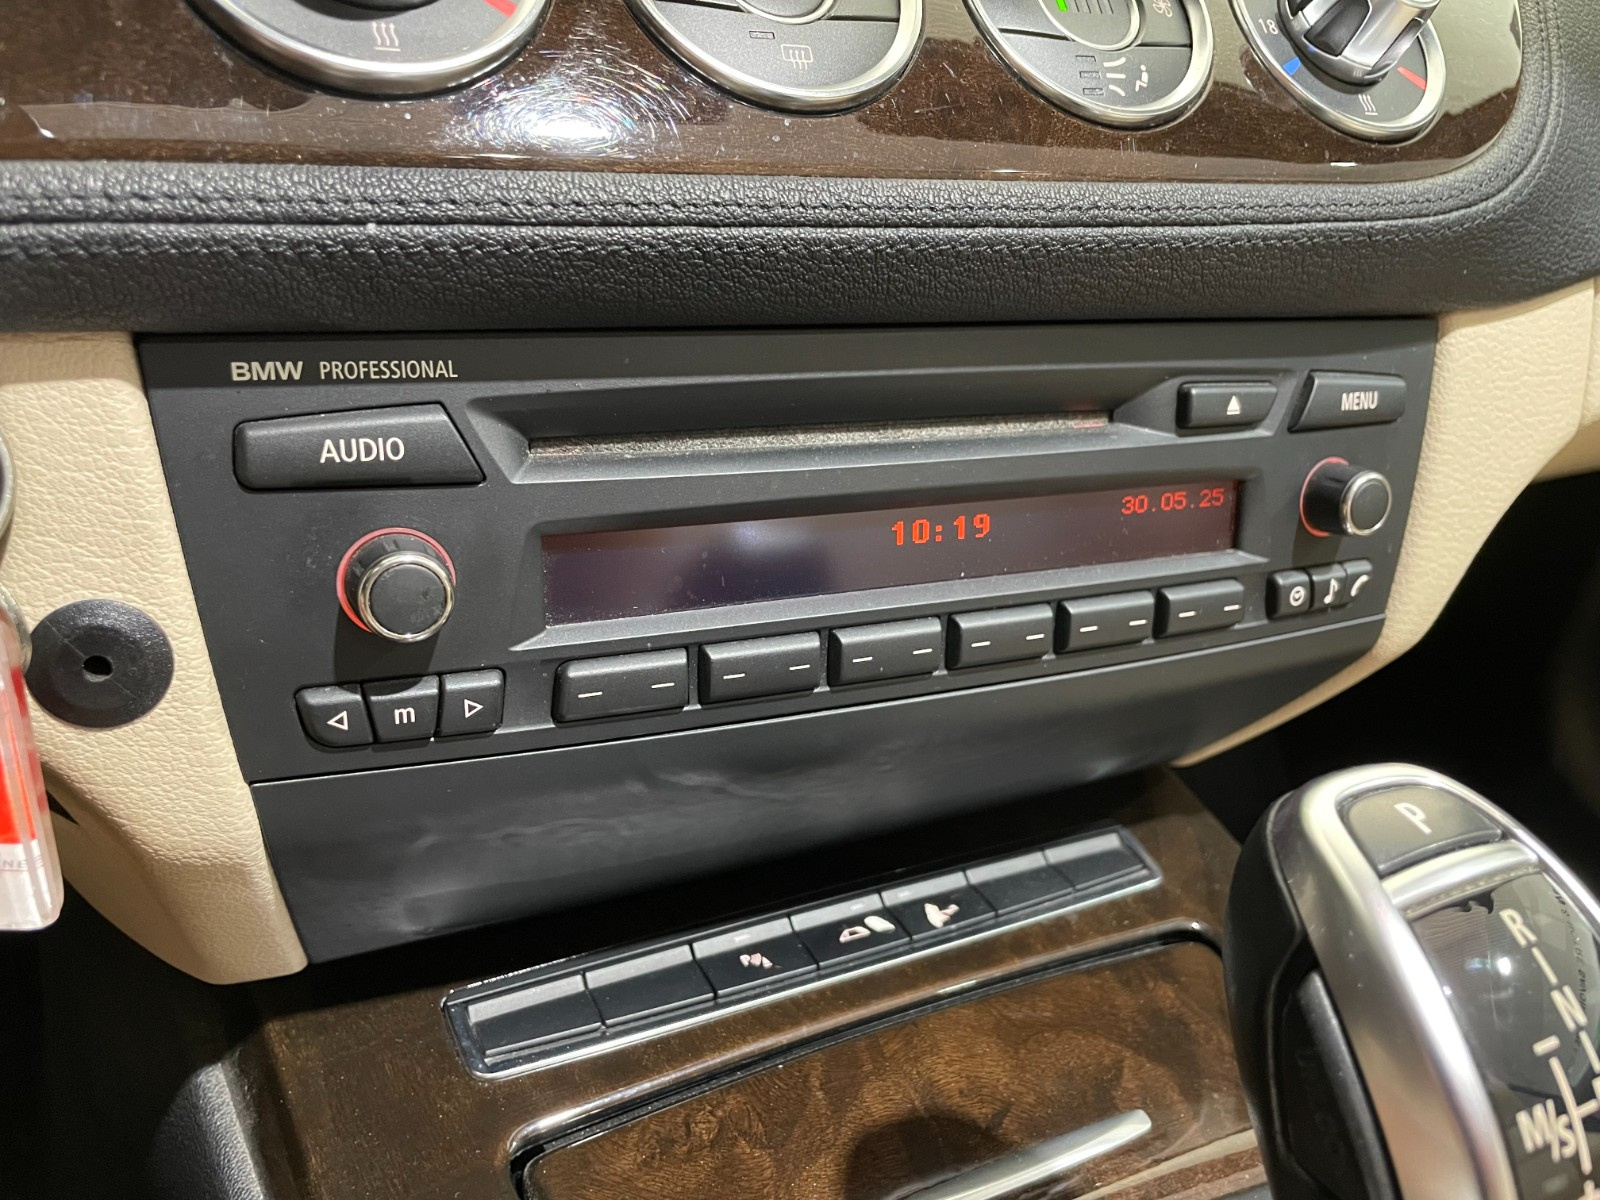 18
BMW PROFESSIONAL
AUDIO
MENU
10:19
30.05.25
m
P
P
R
N
M/S